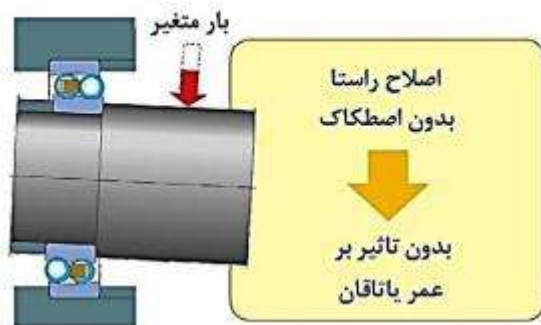 بار متغیر
اصلاح راستا
بدون اصطکاک
بدون تاثیر بر
عمر یاتاقان